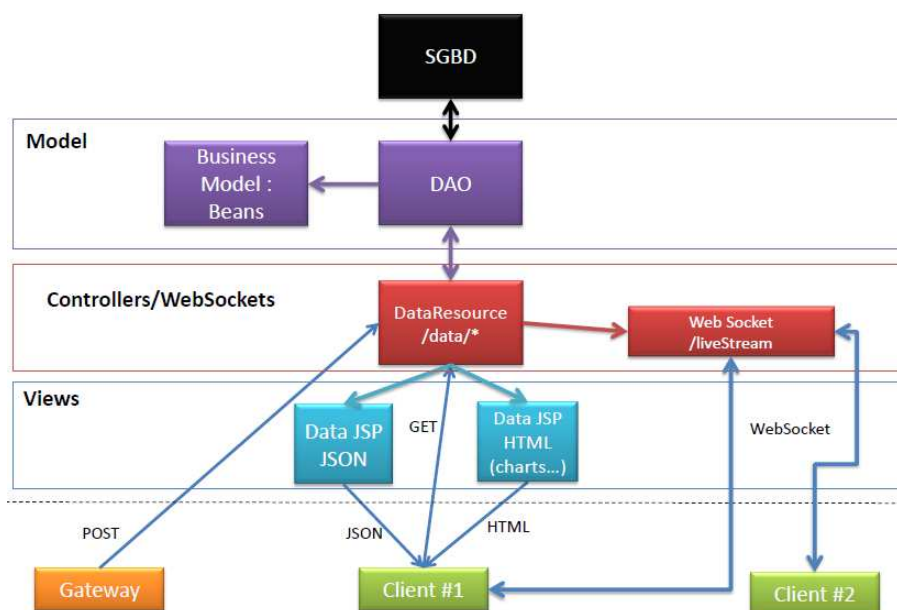 SGBD
Model
Business
Model :
Beans
DAO
Controllers/WebSockets
DataResource
/data/*
Web Socket
/liveStream
Views
Data JSP
JSON
GET
Data JSP
HTML
(charts...)
WebSocket
POST
JSON
HTML
Gateway
Client #1
Client #2